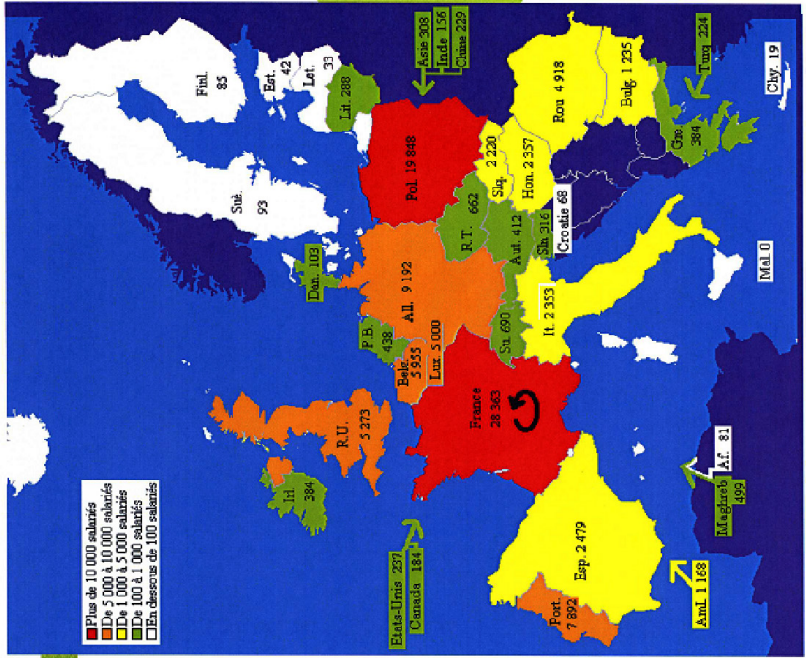 Plus de 10 000 salariés
De 5 000 à 10 000 salariés
De 1 000 à 5 000 salariés
De 100 à 1 000 salariés
En dessous de 100 salariés
Finl.
85
Suè.
93
Est.
42
Let.
33
Lit. 288
Dan. 103
Irl.
384
R.U.
5 273
P.B.
438
Belg.
5 955
Lux. 5 000
All. 9 192
Pol. 19 848
Asie 308
Inde 156
Chine 229
R.T. 662
Slq. 2 220
Aut. 412
Hon. 2 357
Rou 4 918
Bulg 1 235
Sln 316
Croatie 68
Su. 690
It. 2 353
France
28 363
Etats-Unis 237
Canada 184
Port.
7 892
Esp. 2 479
Aml. 1 168
Maghreb
499
Af. 81
Mal 0
Gre.
384
Turq 224
Chy. 19